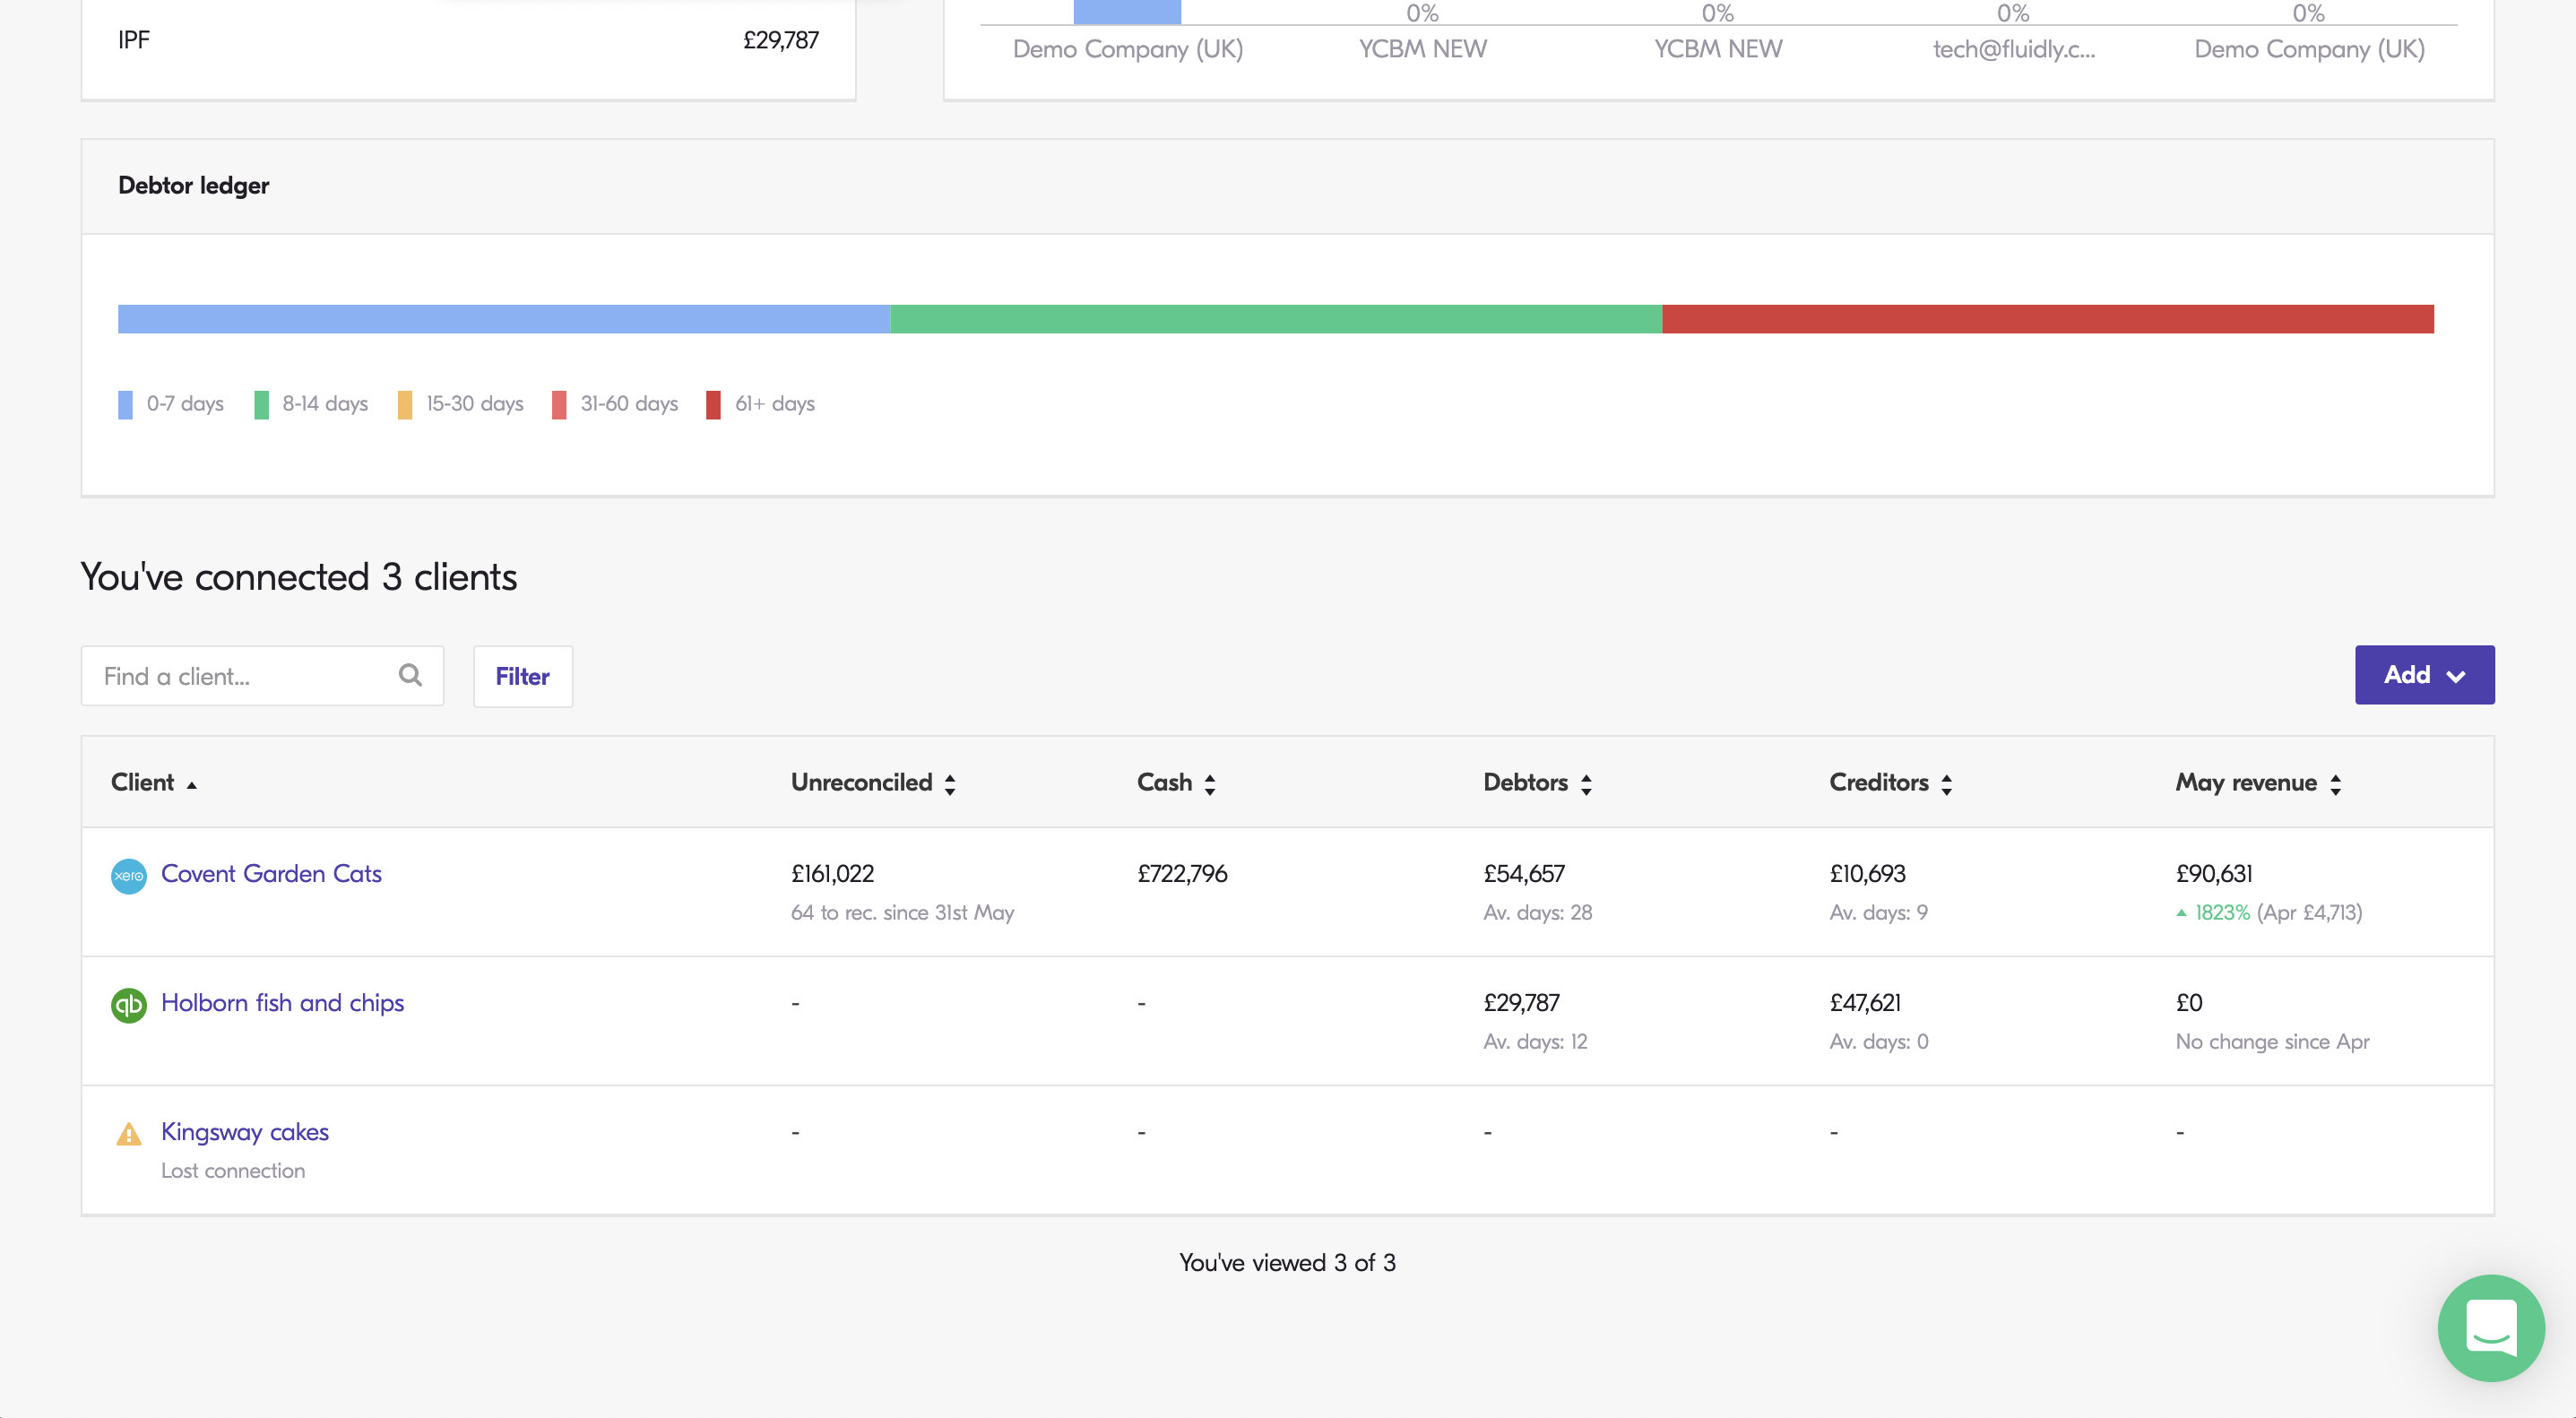 IPF £29,787
0% 0% 0% 0%
Demo Company (UK) YCBM NEW YCBM NEW tech@fluidly.c... Demo Company (UK)
Debtor ledger
0-7 days 8-14 days 15-30 days 31-60 days 61+ days
You've connected 3 clients
Find a client... Filter Add
Client Unreconciled Cash Debtors Creditors May revenue
xero Covent Garden Cats £161,022 £722,796 £54,657 £10,693 £90,631
64 to rec. since 31st May Av. days: 28 Av. days: 9 1823% (Apr £4,713)
qb Holborn fish and chips - - £29,787 £47,621 £0
Av. days: 12 Av. days: 0 No change since Apr
Kingsway cakes - - - - -
Lost connection
You've viewed 3 of 3